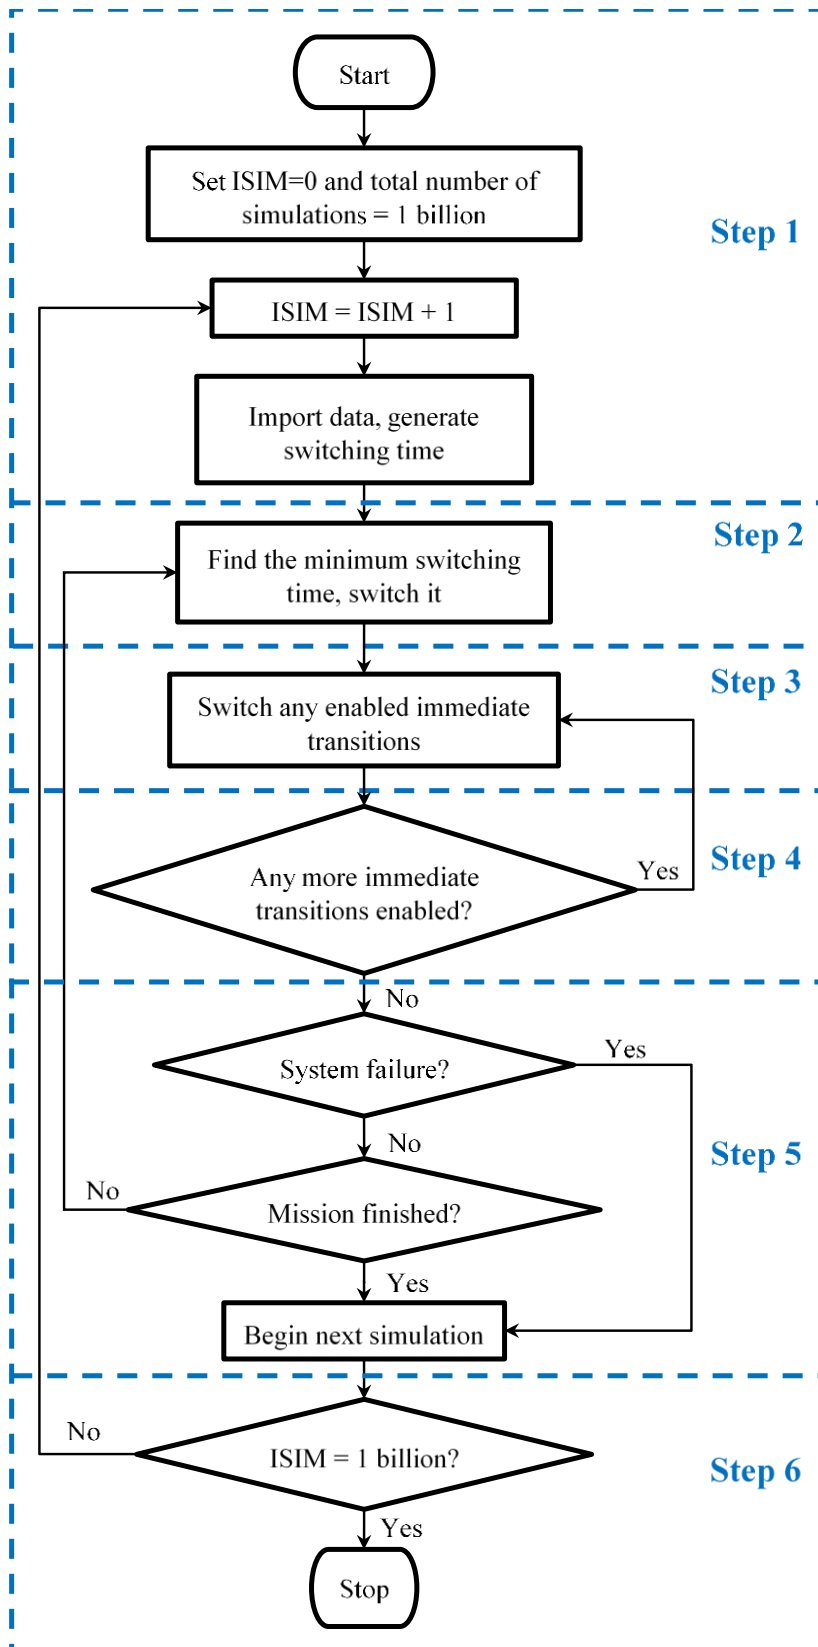 Start
Set ISIM=0 and total number of
simulations = 1 billion
Step 1
ISIM = ISIM + 1
Import data, generate
switching time
Step 2
Find the minimum switching
time, switch it
Step 3
Switch any enabled immediate
transitions
Step 4
Any more immediate
transitions enabled?
Yes
No
System failure?
Yes
No
Step 5
Mission finished?
No
Yes
Begin next simulation
No
ISIM = 1 billion?
Step 6
Yes
Stop